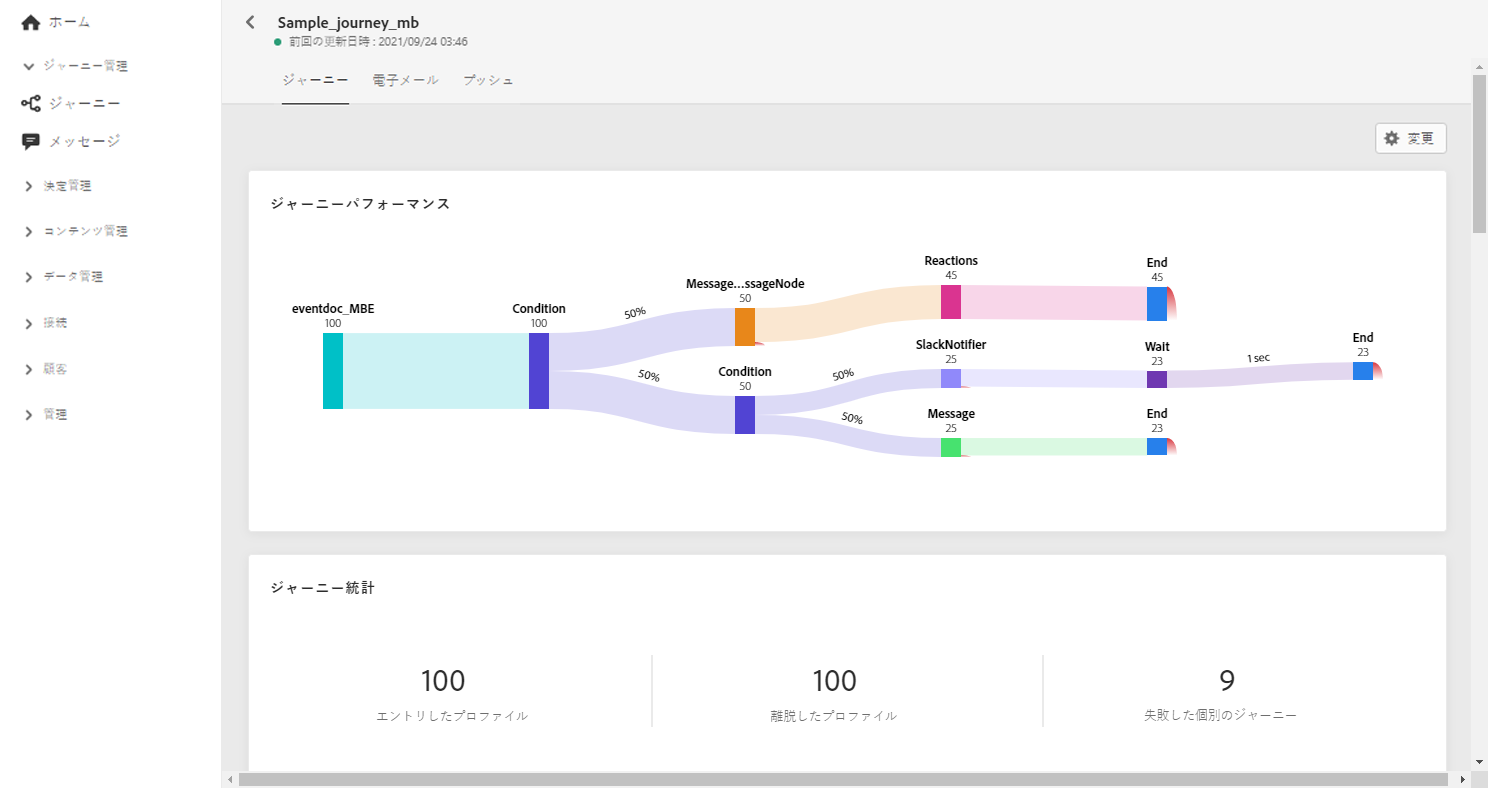 ホーム
ジャーニー管理
ジャーニー
メッセージ
決定管理
コンテンツ管理
データ管理
接続
顧客
管理
Sample_journey_mb
前回の更新日時 : 2021/09/24 03:46
ジャーニー 電子メール プッシュ
変更
ジャーニーパフォーマンス
eventdoc_MBE
100
Condition
100
50%
50%
Message...ssageNode
50
Condition
50
50%
50%
Reactions
45
SlackNotifier
25
Message
25
End
45
Wait
23
End
23
1 sec
End
23
ジャーニー統計
100
エントリしたプロファイル
100
離脱したプロファイル
9
失敗した個別のジャーニー